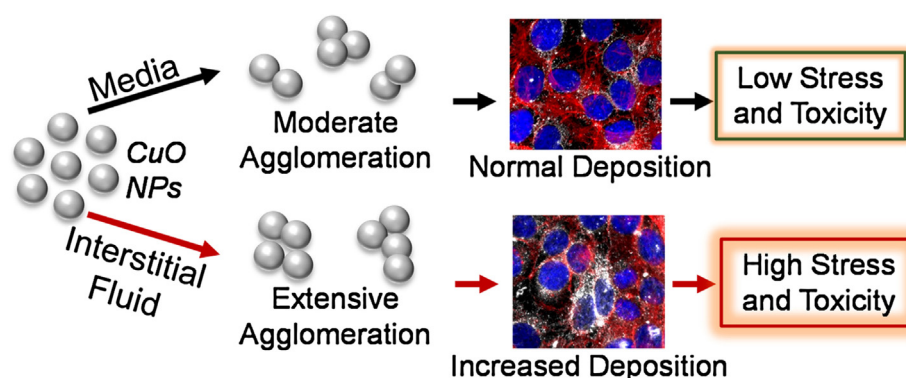 Media
CuO
NPs
Interstitial
Fluid
Moderate
Agglomeration
Normal Deposition
Low Stress
and Toxicity
Extensive
Agglomeration
Increased Deposition
High Stress
and Toxicity